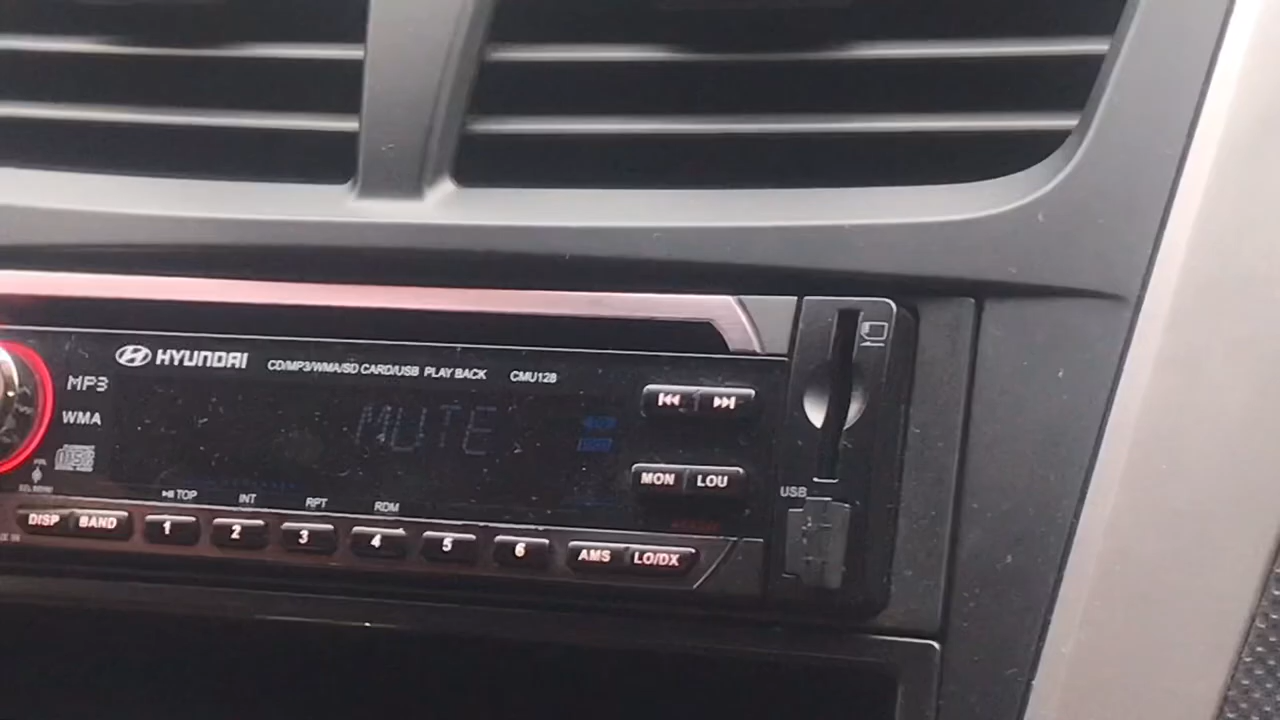 HYUNDAI CD/MP3/WMA/SD CARD/USB PLAY BACK CMU128
MP3
MUTE
WMA
MON LOU
USB
TOP INT RPT RDM
DISP BAND 1 2 3 4 5 6 AMS LO/DX